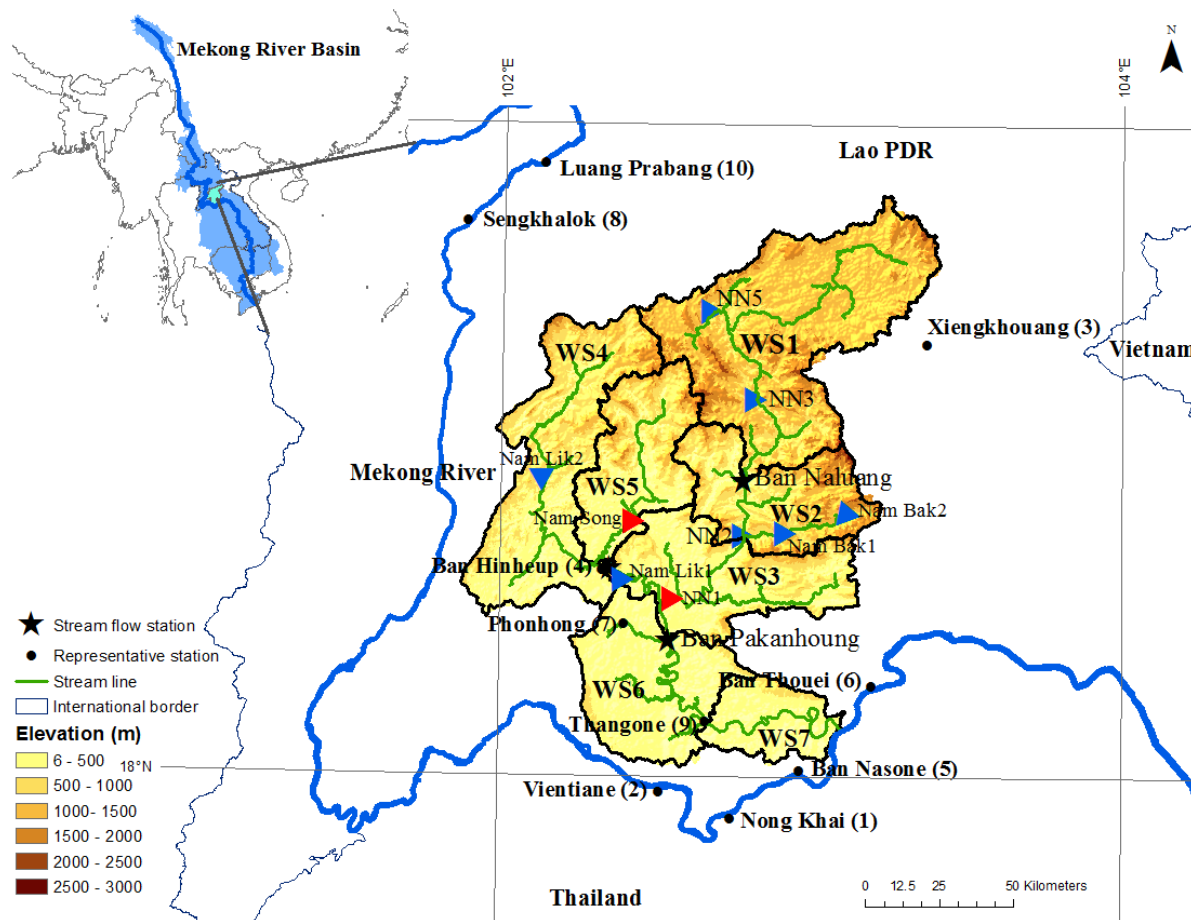 Mekong River Basin
N
102°E
104°E
Lao PDR
Luang Prabang (10)
Sengkhalok (8)
NN5
WS1
Xiengkhouang (3)
Vietnam
WS4
NN3
Mekong River
Nam Lik2
WS5
Ban Naluang
Nam Song
WS2
Nam Bak2
NN2
Nam Bak1
Ban Hinheup (4)
Nam Lik1
WS3
NN1
Phonhong (7)
Ban Pakanhoung
WS6
Ban Thouei (6)
Thangone (9)
WS7
Ban Nasone (5)
Vientiane (2)
Nong Khai (1)
Thailand
Stream flow station
Representative station
Stream line
International border
Elevation (m)
6 - 500
18°N
500 - 1000
1000- 1500
1500 - 2000
2000 - 2500
2500 - 3000
0 12.5 25 50 Kilometers